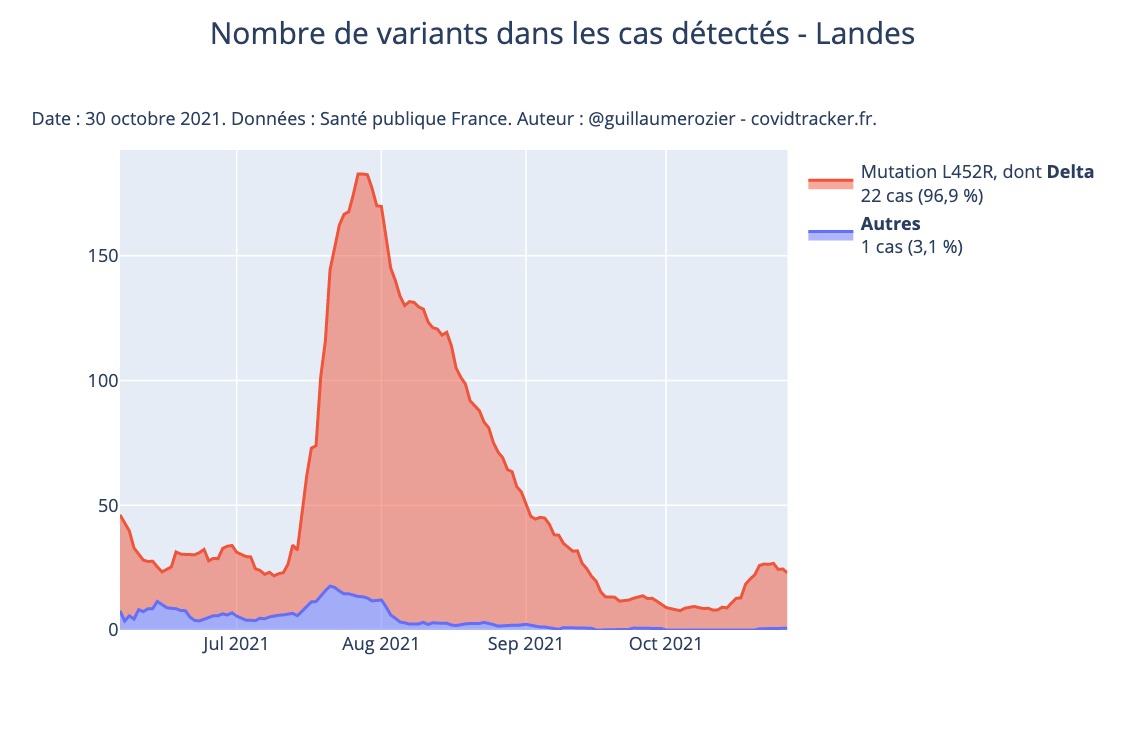 Nombre de variants dans les cas détectés - Landes
Date : 30 octobre 2021. Données : Santé publique France. Auteur : @guillaumerozier - covidtracker.fr.
Mutation L452R, dont Delta
22 cas (96,9 %)
Autres
1 cas (3,1 %)
150
100
50
0
Jul 2021 Aug 2021 Sep 2021 Oct 2021